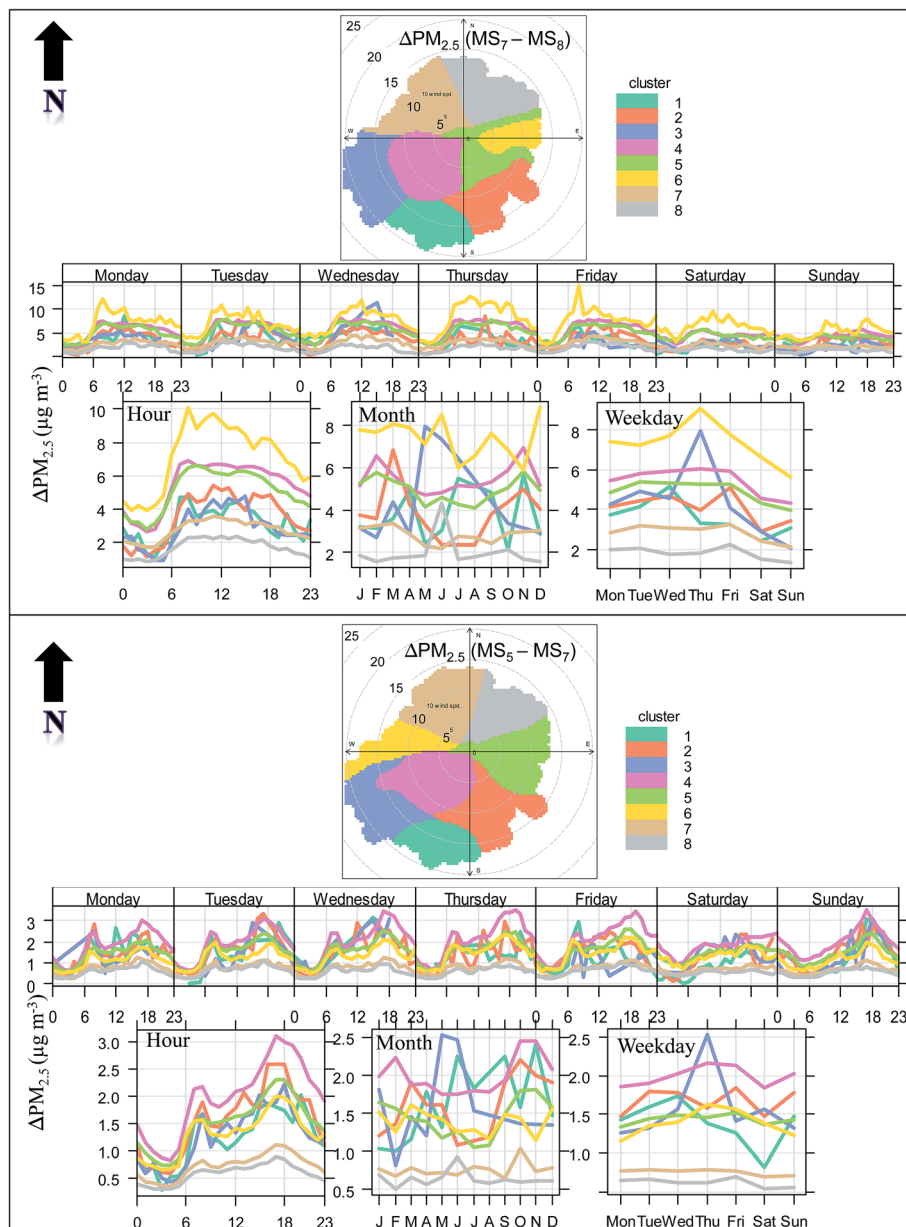 N
ΔPM2.5 (MS7 – MS8)
25
20
15
10 wind spd.
10
5
5
0
N
W
E
S
cluster
1
2
3
4
5
6
7
8
Monday Tuesday Wednesday Thursday Friday Saturday Sunday
15
10
5
0 6 12 18 23 0 6 12 18 23 0 6 12 18 23 0 6 12 18 23
ΔPM2.5 (μg m-3)
Hour
10
8
6
4
2
0 6 12 18 23
Month
8
6
4
2
J F M A M J J A S O N D
Weekday
8
6
4
2
Mon Tue Wed Thu Fri Sat Sun
N
ΔPM2.5 (MS5 – MS7)
25
20
15
10 wind spd.
10
5
5
0
N
W
E
S
cluster
1
2
3
4
5
6
7
8
Monday Tuesday Wednesday Thursday Friday Saturday Sunday
3
2
1
0
0 6 12 18 23 0 6 12 18 23 0 6 12 18 23 0 6 12 18 23
ΔPM2.5 (μg m-3)
Hour
3.0
2.5
2.0
1.5
1.0
0.5
0 6 12 23
Month
2.5
2.0
1.5
1.0
0.5
J F M A M J J A S O N D
Weekday
2.5
2.0
1.5
1.0
Mon Tue Wed Thu Fri Sat Sun